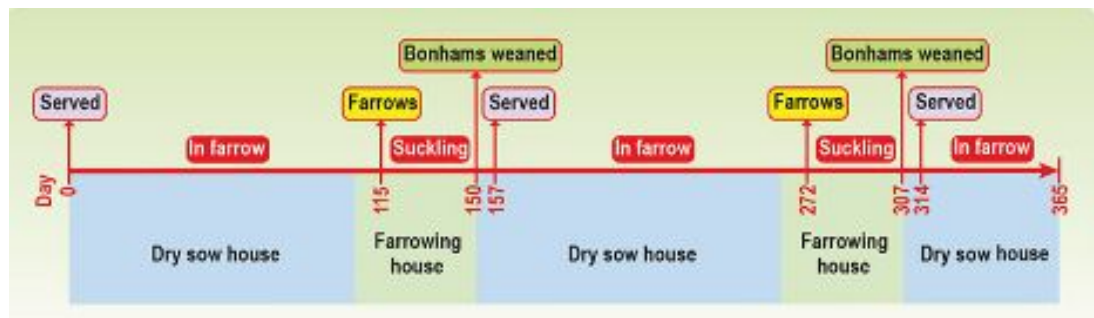 Bonhams weaned
Bonhams weaned
Served
Farrows
Served
Farrows
Served
In farrow
Suckling
In farrow
Suckling
In farrow
Day
0
115
150
157
272
307
314
365
Dry sow house
Farrowing
house
Dry sow house
Farrowing
house
Dry sow house